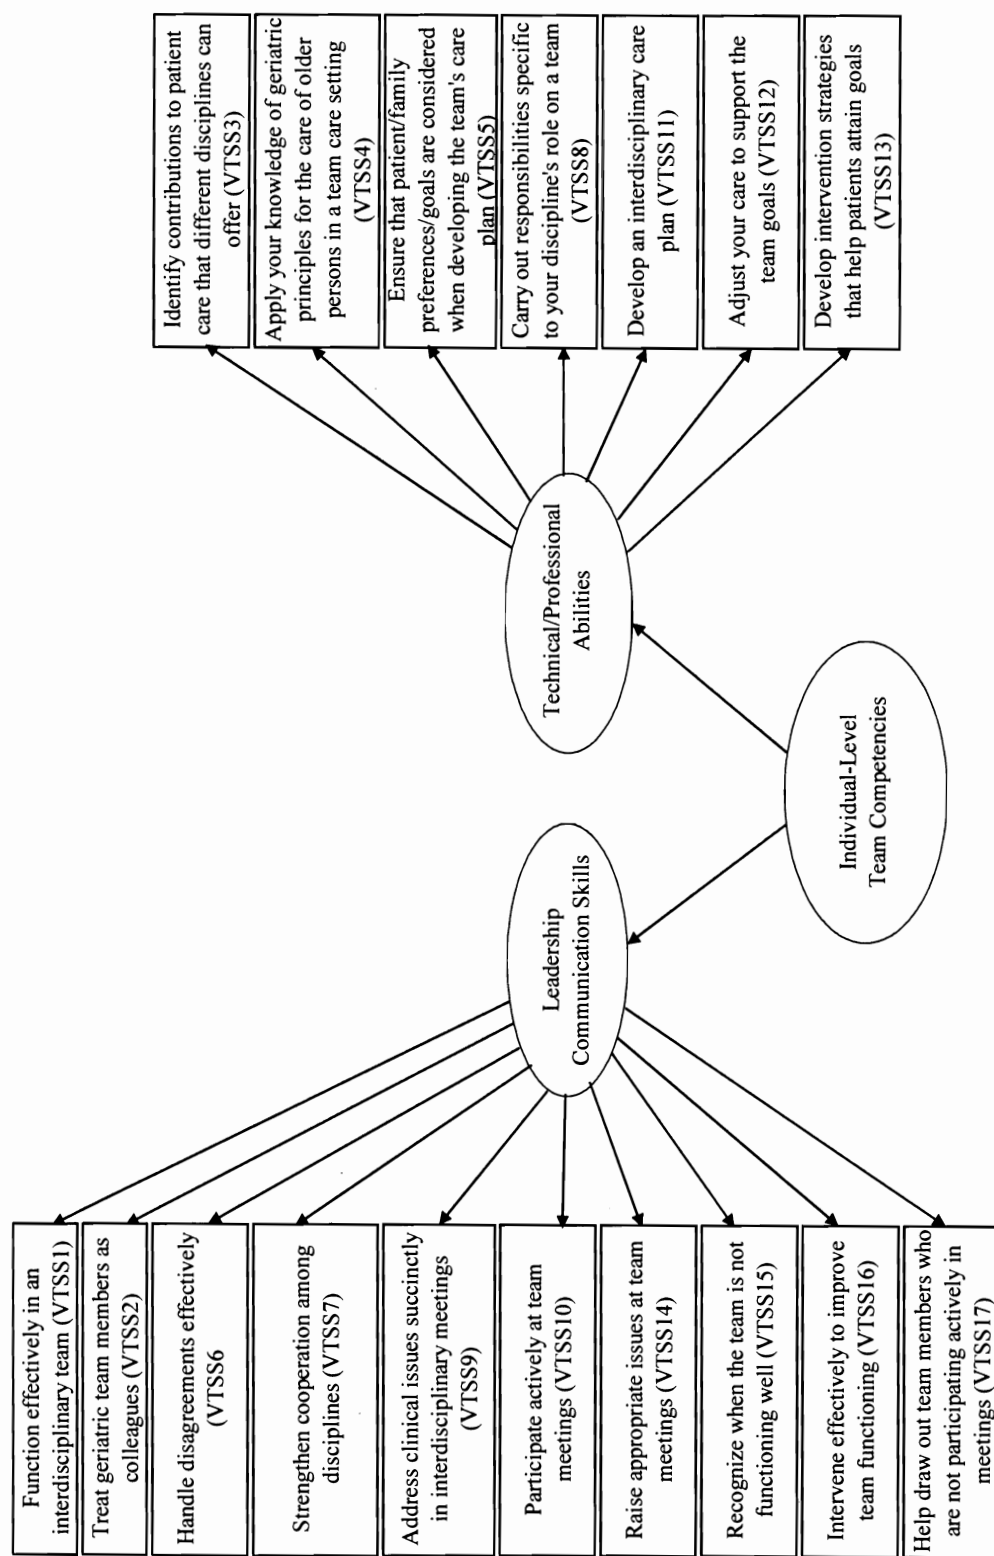 Function effectively in an
interdisciplinary team (VTSS1)
Treat geriatric team members as
colleagues (VTSS2)
Handle disagreements effectively
(VTSS6
Strengthen cooperation among
disciplines (VTSS7)
Address clinical issues succinctly
in interdisciplinary meetings
(VTSS9)
Participate actively at team
meetings (VTSS10)
Raise appropriate issues at team
meetings (VTSS14)
Recognize when the team is not
functioning well (VTSS15)
Intervene effectively to improve
team functioning (VTSS16)
Help draw out team members who
are not participating actively in
meetings (VTSS17)
Leadership
Communication Skills
Individual-Level
Team Competencies
Technical/Professional
Abilities
Identify contributions to patient
care that different disciplines can
offer (VTSS3)
Apply your knowledge of geriatric
principles for the care of older
persons in a team care setting
(VTSS4)
Ensure that patient/family
preferences/goals are considered
when developing the team's care
plan (VTSS5)
Carry out responsibilities specific
to your discipline's role on a team
(VTSS8)
Develop an interdisciplinary care
plan (VTSS11)
Adjust your care to support the
team goals (VTSS12)
Develop intervention strategies
that help patients attain goals
(VTSS13)